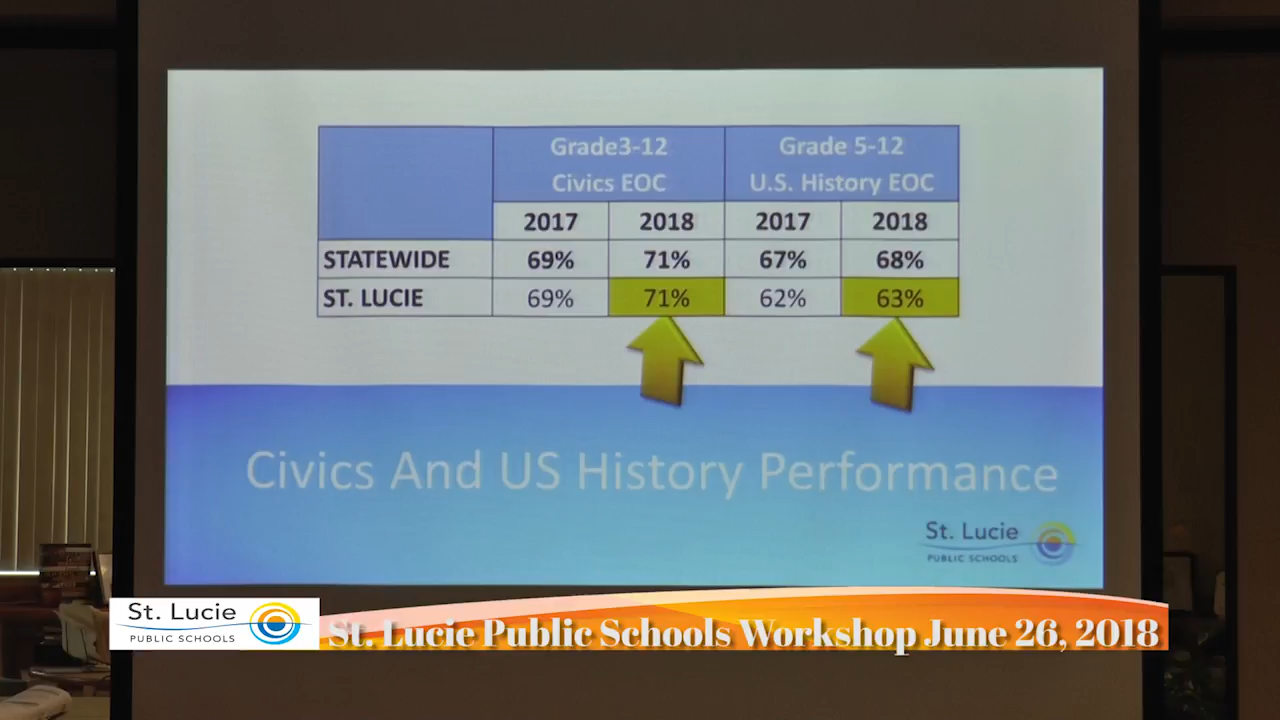 Grade3-12
Civics EOC
Grade 5-12
U.S. History EOC
2017 2018 2017 2018
STATEWIDE 69% 71% 67% 68%
ST. LUCIE 69% 71% 62% 63%
Civics And US History Performance
St. Lucie
PUBLIC SCHOOLS
St. Lucie
PUBLIC SCHOOLS
St. Lucie Public Schools Workshop June 26, 2018